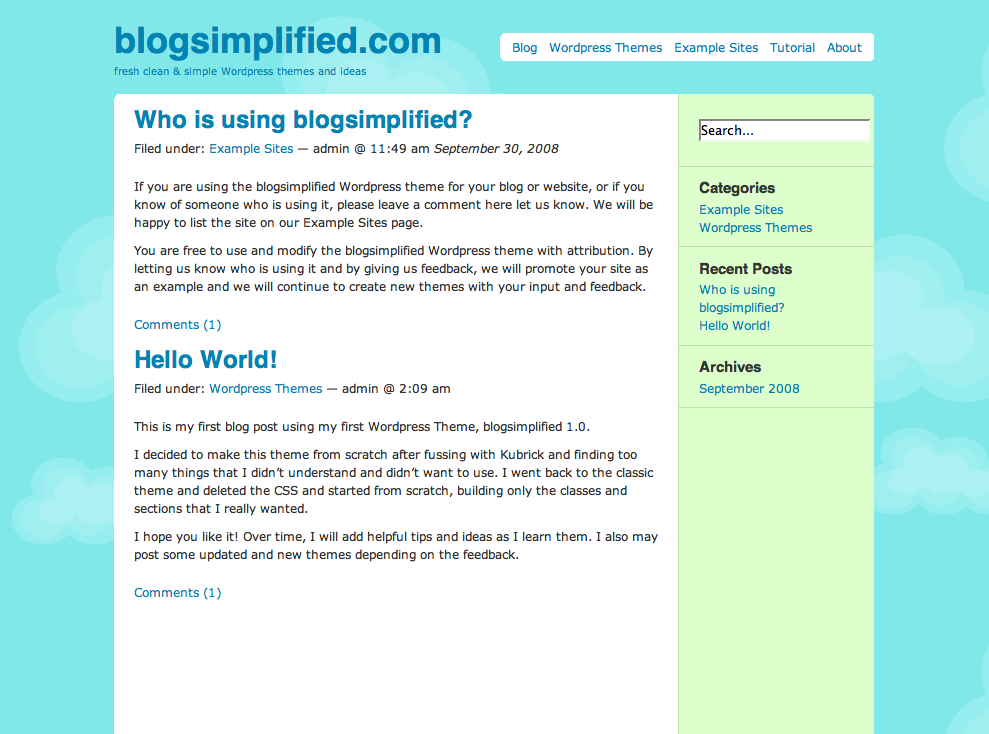 blogsimplified.com
fresh clean & simple Wordpress themes and ideas
Blog Wordpress Themes Example Sites Tutorial About
Who is using blogsimplified?
Filed under: Example Sites — admin @ 11:49 am September 30, 2008
If you are using the blogsimplified Wordpress theme for your blog or website, or if you
know of someone who is using it, please leave a comment here let us know. We will be
happy to list the site on our Example Sites page.
You are free to use and modify the blogsimplified Wordpress theme with attribution. By
letting us know who is using it and by giving us feedback, we will promote your site as
an example and we will continue to create new themes with your input and feedback.
Comments (1)
Hello World!
Filed under: Wordpress Themes — admin @ 2:09 am
This is my first blog post using my first Wordpress Theme, blogsimplified 1.0.
I decided to make this theme from scratch after fussing with Kubrick and finding too
many things that I didn’t understand and didn’t want to use. I went back to the classic
theme and deleted the CSS and started from scratch, building only the classes and
sections that I really wanted.
I hope you like it! Over time, I will add helpful tips and ideas as I learn them. I also may
post some updated and new themes depending on the feedback.
Comments (1)
Search...
Categories
Example Sites
Wordpress Themes
Recent Posts
Who is using
blogsimplified?
Hello World!
Archives
September 2008